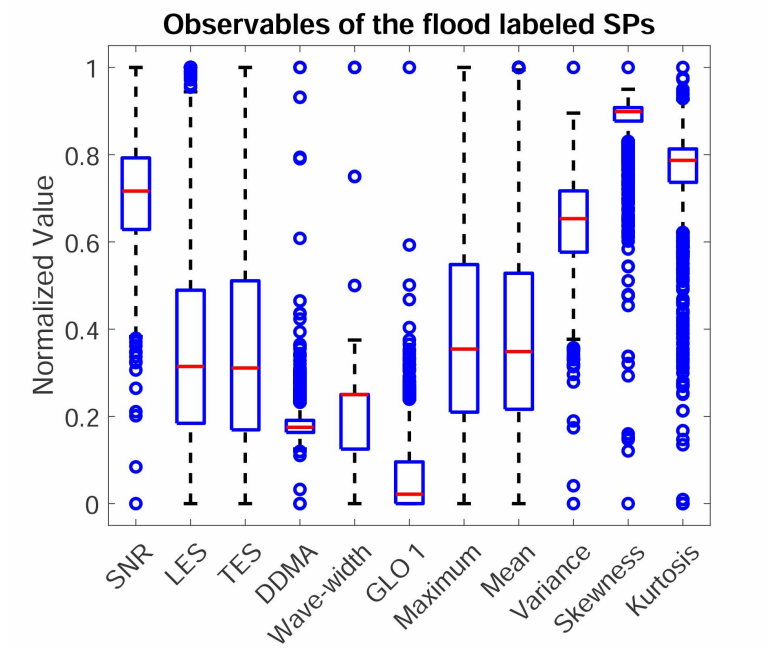 Observables of the flood labeled SPs
Normalized Value
1
0.8
0.6
0.4
0.2
0
SNR
LES
TES
DDMA
Wave-width
GLO 1
Maximum
Mean
Variance
Skewness
Kurtosis